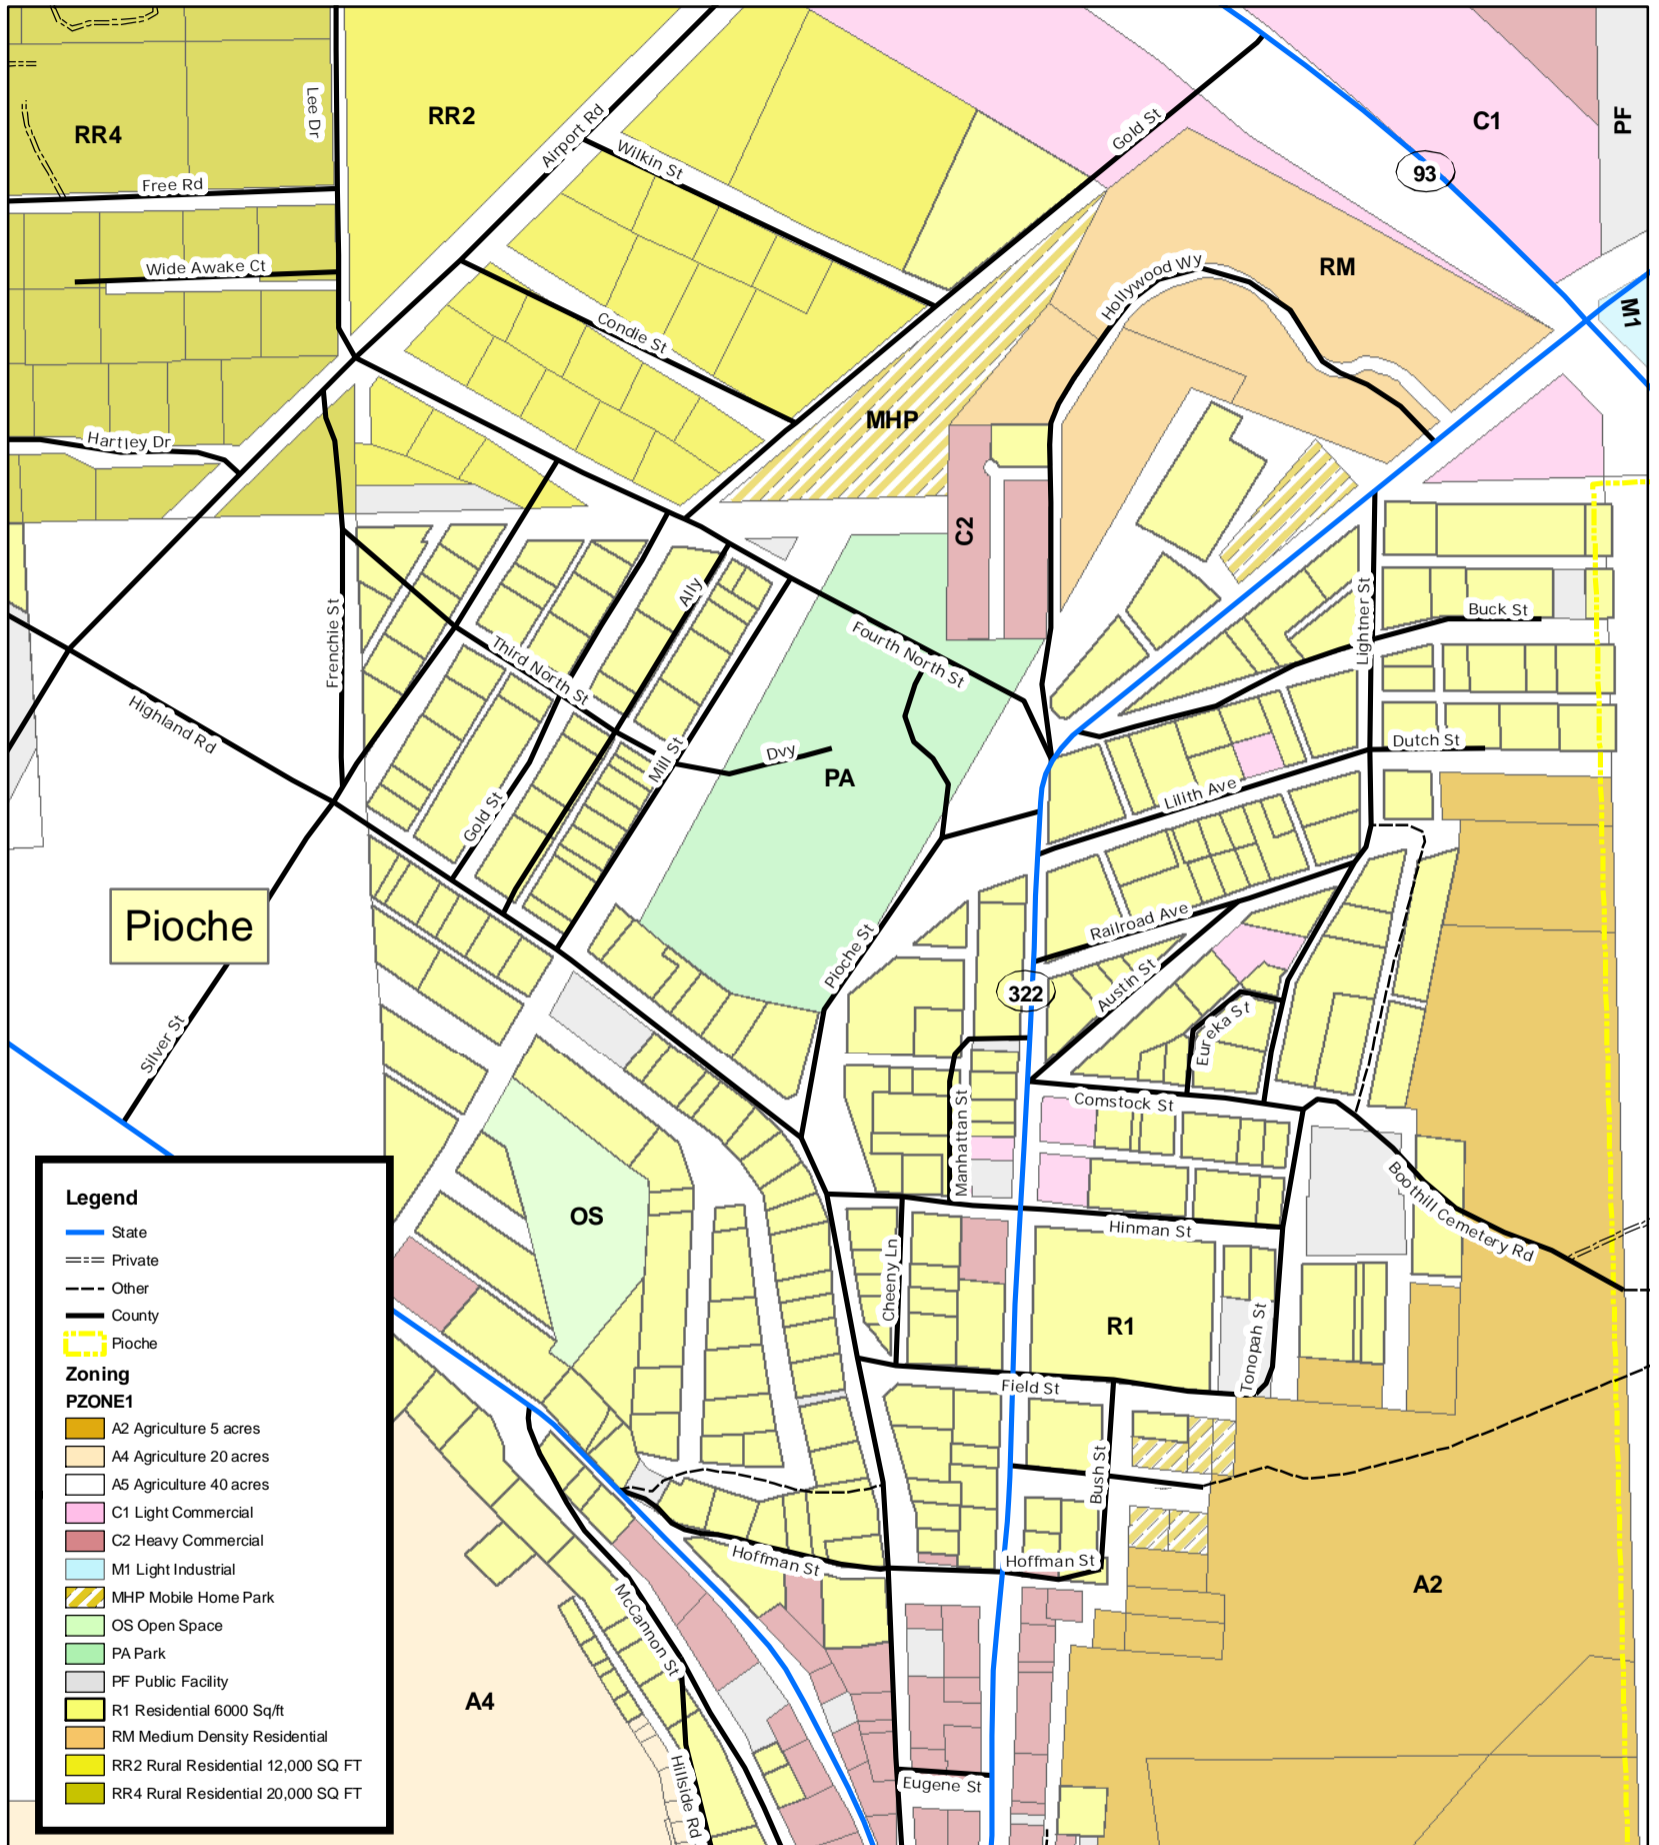 RR4
Lee Dr
RR2
Airport Rd
Wilkin St
Gold St
C1
PF
93
Free Rd
Wide Awake Ct
Condie St
Hollywood Wy
RM
M1
Hartley Dr
MHP
C2
Frenchie St
Ally
Third North St
Fourth North St
Lightner St
Buck St
Highland Rd
Mill St
Dvy
PA
Dutch St
Gold St
Lilith Ave
Pioche
Railroad Ave
Pioche St
Austin St
322
Silver St
Eureka St
Manhattan St
Comstock St
Boothill Cemetery Rd
OS
Hinman St
Cheeny Ln
R1
Tonopah St
Field St
Bush St
Hoffman St
Hoffman St
McCannon St
A2
A4
Hillside Rd
Eugene St
Legend
State
Private
Other
County
Pioche
Zoning
PZONE1
A2 Agriculture 5 acres
A4 Agriculture 20 acres
A5 Agriculture 40 acres
C1 Light Commercial
C2 Heavy Commercial
M1 Light Industrial
MHP Mobile Home Park
OS Open Space
PA Park
PF Public Facility
R1 Residential 6000 Sq/ft
RM Medium Density Residential
RR2 Rural Residential 12,000 SQ FT
RR4 Rural Residential 20,000 SQ FT